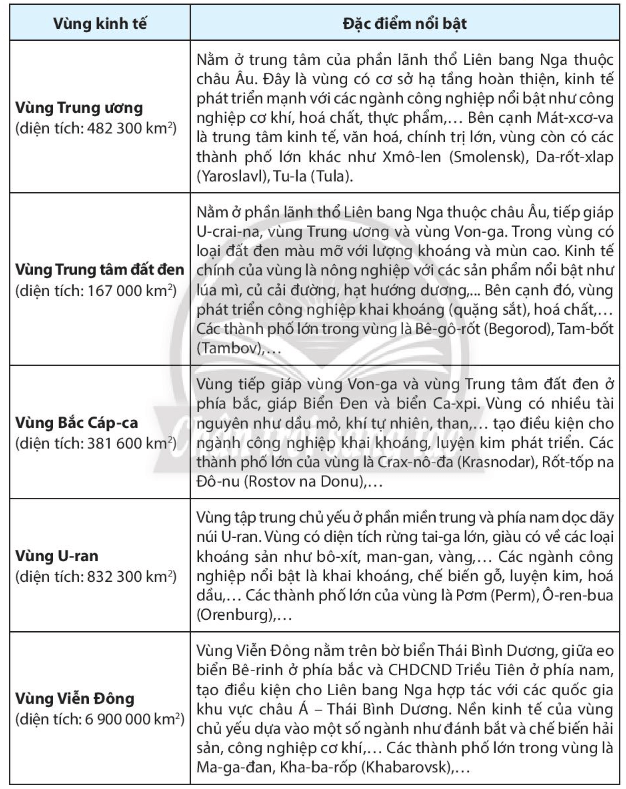 Vùng kinh tế
Đặc điểm nổi bật
Vùng Trung ương
(diện tích: 482 300 km²)
Nằm ở trung tâm của phần lãnh thổ Liên bang Nga thuộc
châu Âu. Đây là vùng có cơ sở hạ tầng hoàn thiện, kinh tế
phát triển mạnh với các ngành công nghiệp nổi bật như công
nghiệp cơ khí, hoá chất, thực phẩm,… Bên cạnh Mát-xcơ-va
là trung tâm kinh tế, văn hoá, chính trị lớn, vùng còn có các
thành phố lớn khác như Xmô-len (Smolensk), Da-rốt-xlap
(Yaroslavl), Tu-la (Tula).
Vùng Trung tâm đất đen
(diện tích: 167 000 km²)
Nằm ở phần lãnh thổ Liên bang Nga thuộc châu Âu, tiếp giáp
U-crai-na, vùng Trung ương và vùng Von-ga. Trong vùng có
loại đất đen màu mỡ với lượng khoáng và mùn cao. Kinh tế
chính của vùng là nông nghiệp với các sản phẩm nổi bật như
lúa mì, củ cải đường, hạt hướng dương,... Bên cạnh đó, vùng
phát triển công nghiệp khai khoáng (quặng sắt), hoá chất,…
Các thành phố lớn trong vùng là Bê-gô-rốt (Begorod), Tam-bốt
(Tambov),…
Vùng Bắc Cáp-ca
(diện tích: 381 600 km²)
Vùng tiếp giáp vùng Von-ga và vùng Trung tâm đất đen ở
phía bắc, giáp Biển Đen và biển Ca-xpi. Vùng có nhiều tài
nguyên như dầu mỏ, khí tự nhiên, than,… tạo điều kiện cho
ngành công nghiệp khai khoáng, luyện kim phát triển. Các
thành phố lớn của vùng là Crax-nô-đa (Krasnodar), Rốt-tốp na
Đô-nu (Rostov na Donu),…
Vùng U-ran
(diện tích: 832 300 km²)
Vùng tập trung chủ yếu ở phần miền trung và phía nam dọc dãy
núi U-ran. Vùng có diện tích rừng tai-ga lớn, giàu có về các loại
khoáng sản như bô-xít, man-gan, vàng,… Các ngành công
nghiệp nổi bật là khai khoáng, chế biến gỗ, luyện kim, hoá
dầu,… Các thành phố lớn của vùng là Pơm (Perm), Ô-ren-bua
(Orenburg),…
Vùng Viễn Đông
(diện tích: 6 900 000 km²)
Vùng Viễn Đông nằm trên bờ biển Thái Bình Dương, giữa eo
biển Bê-rinh ở phía bắc và CHDCND Triều Tiên ở phía nam,
tạo điều kiện cho Liên bang Nga hợp tác với các quốc gia
khu vực châu Á – Thái Bình Dương. Nền kinh tế của vùng
chủ yếu dựa vào một số ngành như đánh bắt và chế biến hải
sản, công nghiệp cơ khí,… Các thành phố lớn trong vùng là
Ma-ga-đan, Kha-ba-rốp (Khabarovsk),…
Chân trời sáng tạo